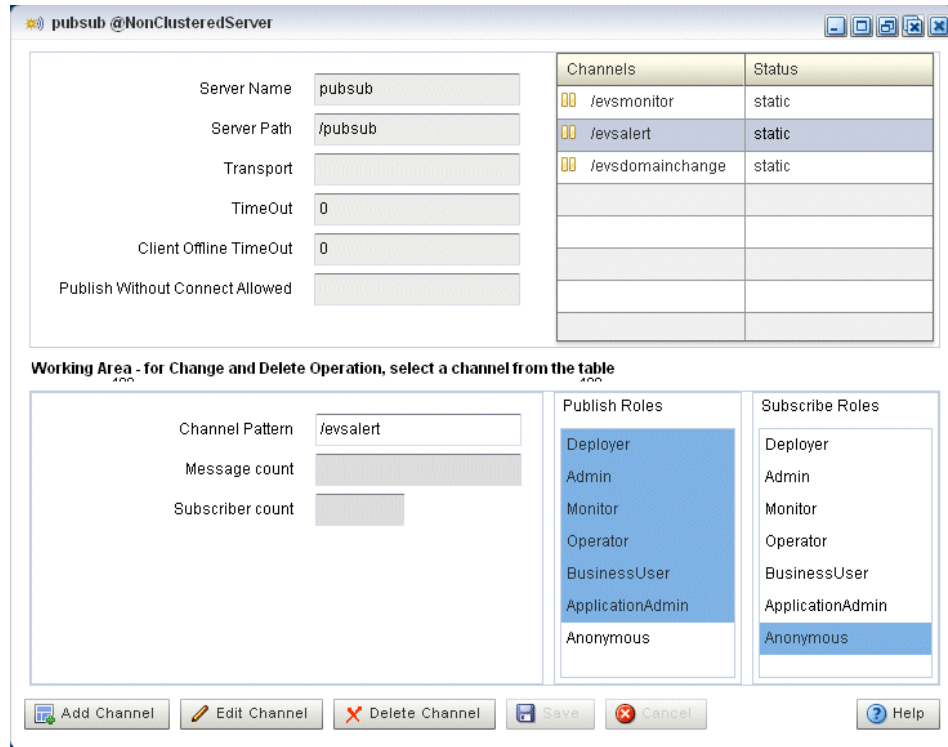 pubsub @NonClusteredServer
Server Name pubsub
Server Path /pubsub
Transport
TimeOut 0
Client Offline TimeOut 0
Publish Without Connect Allowed
Channels Status
/evsmonitor static
/evsalert static
/evsdomainchange static
Working Area - for Change and Delete Operation, select a channel from the table
Channel Pattern /evsalert
Message count
Subscriber count
Publish Roles
Deployer
Admin
Monitor
Operator
BusinessUser
ApplicationAdmin
Anonymous
Subscribe Roles
Deployer
Admin
Monitor
Operator
BusinessUser
ApplicationAdmin
Anonymous
Add Channel Edit Channel Delete Channel Save Cancel Help